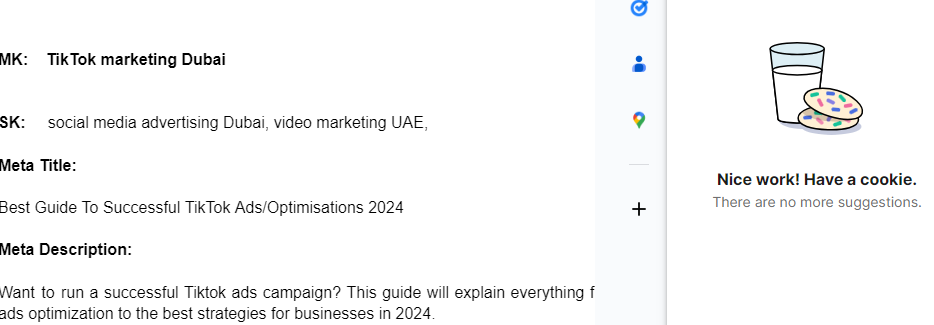 MK: TikTok marketing Dubai
SK: social media advertising Dubai, video marketing UAE,
Meta Title:
Best Guide To Successful TikTok Ads/Optimisations 2024
Meta Description:
Want to run a successful Tiktok ads campaign? This guide will explain everything f
ads optimization to the best strategies for businesses in 2024.
Nice work! Have a cookie.
There are no more suggestions.